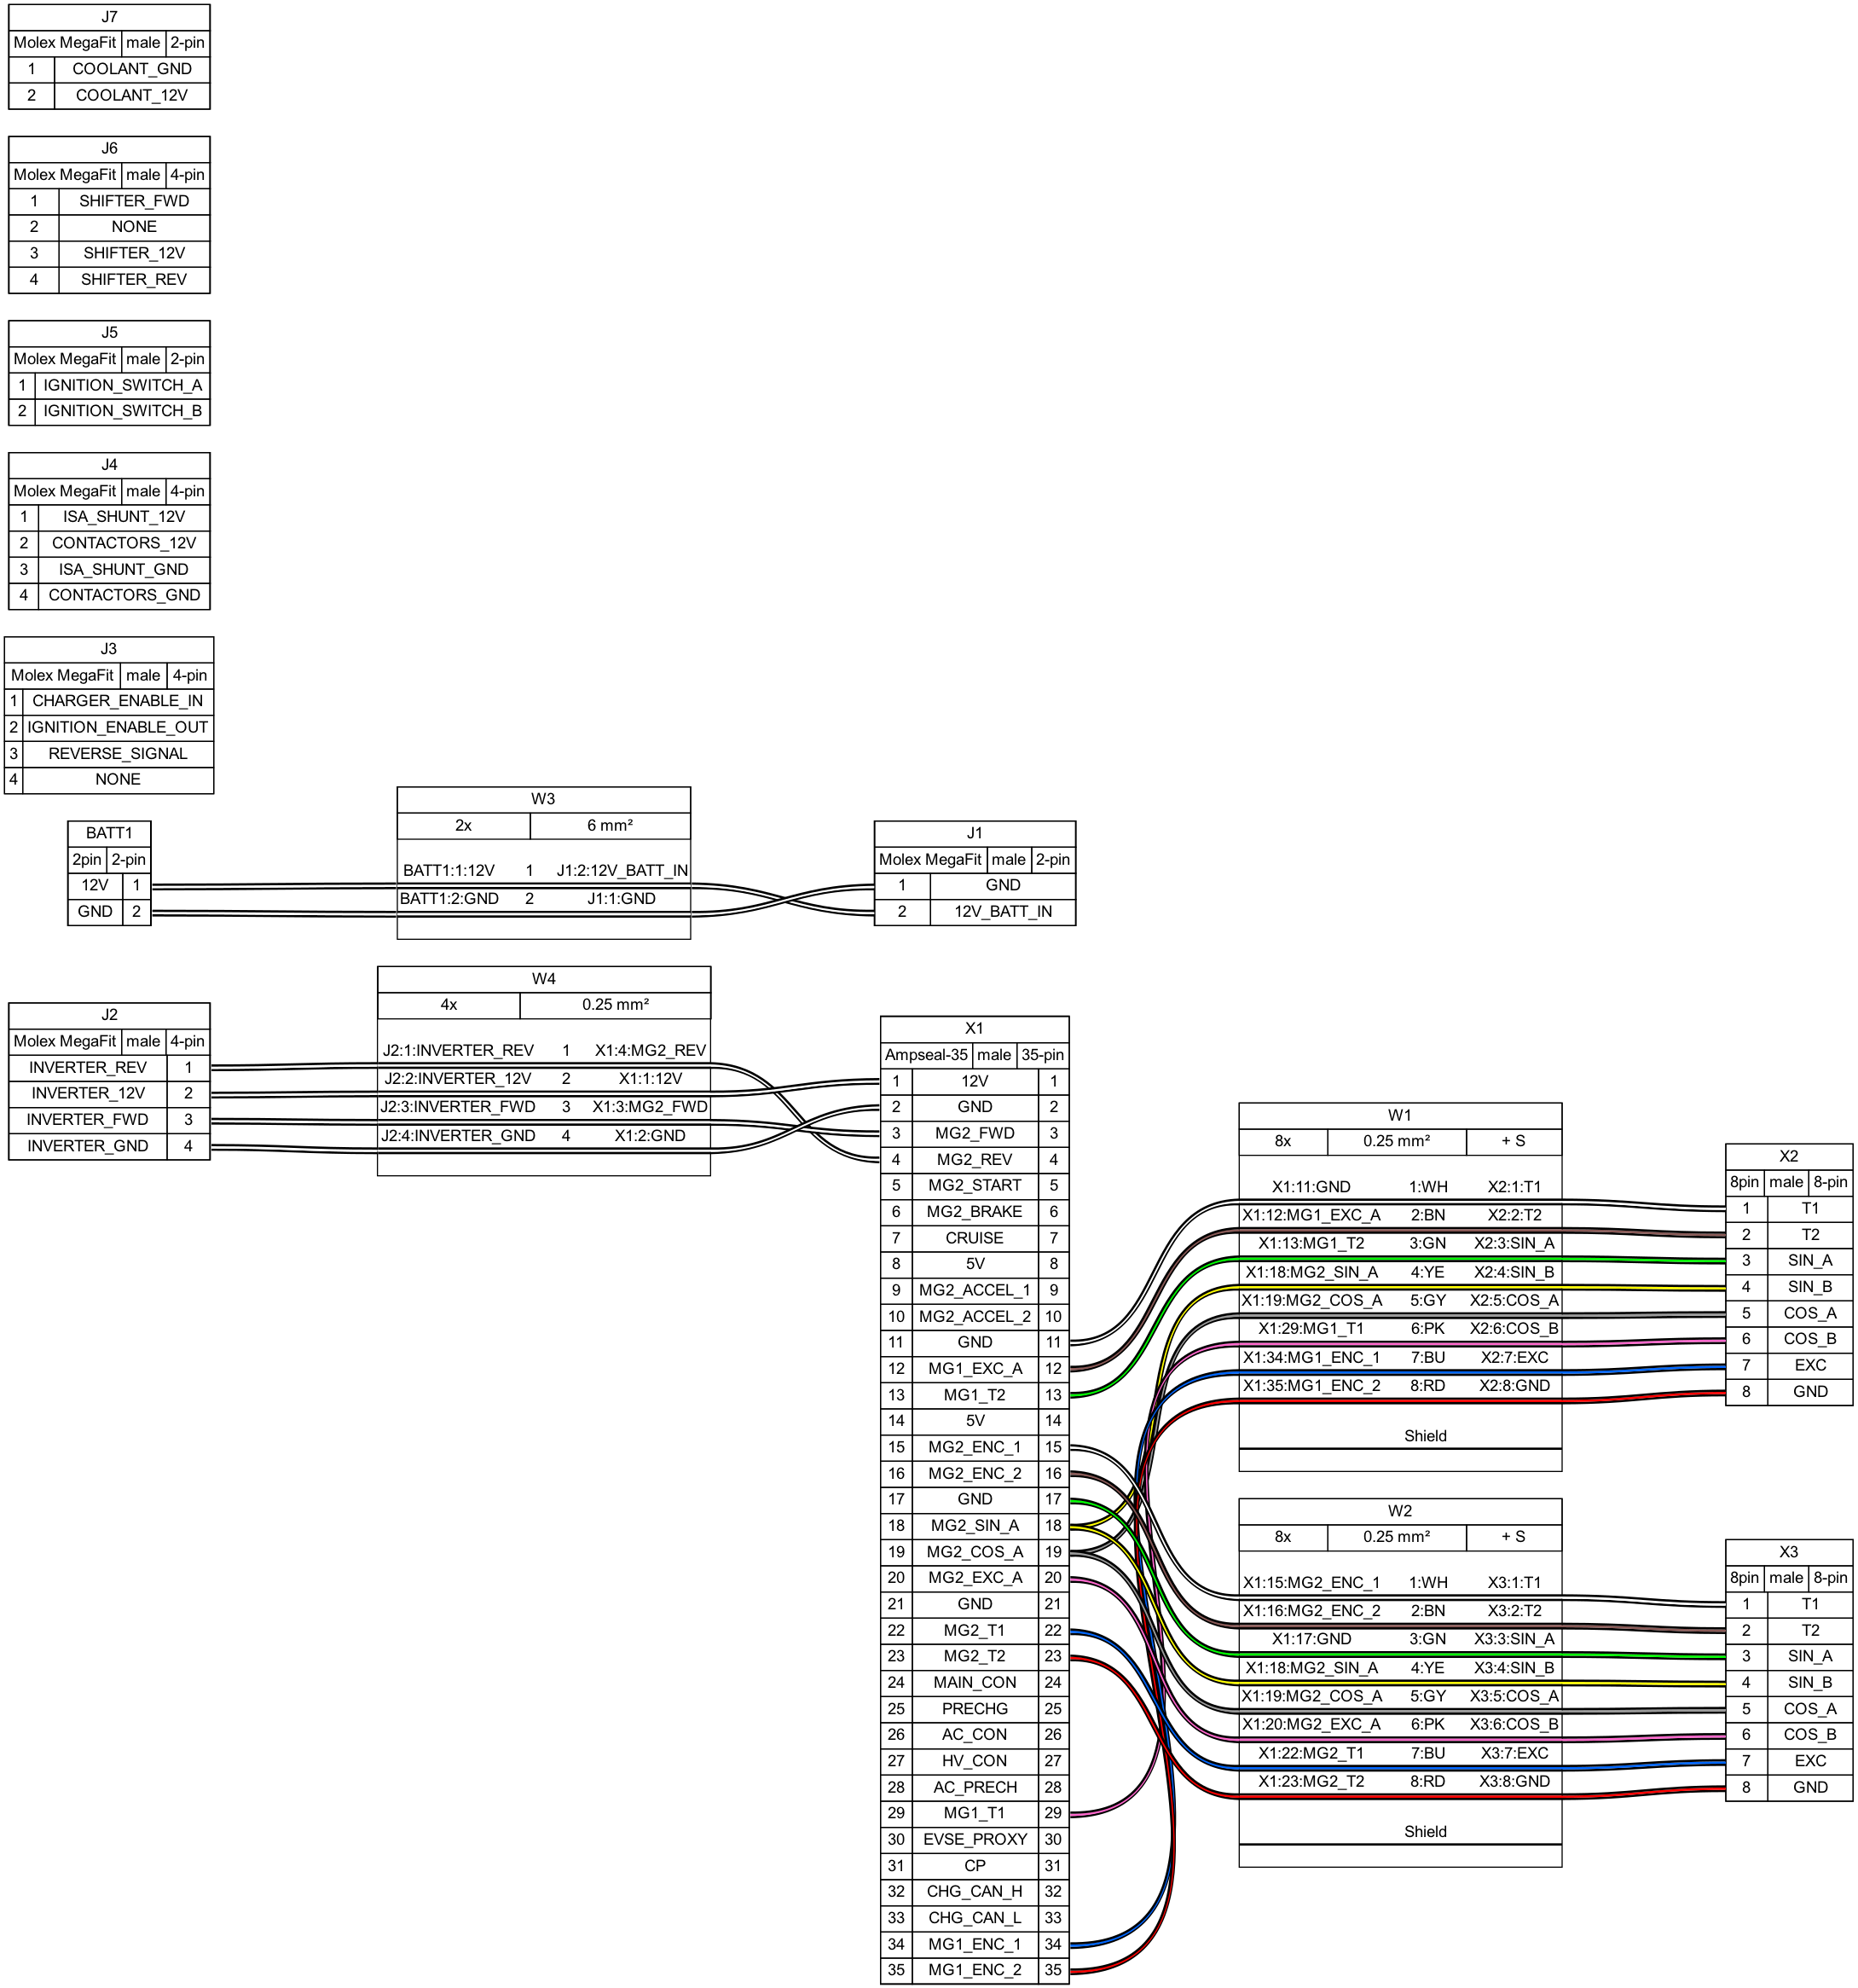 J7
Molex MegaFit male 2-pin
1 COOLANT_GND
2 COOLANT_12V
J6
Molex MegaFit male 4-pin
1 SHIFTER_FWD
2 NONE
3 SHIFTER_12V
4 SHIFTER_REV
J5
Molex MegaFit male 2-pin
1 IGNITION_SWITCH_A
2 IGNITION_SWITCH_B
J4
Molex MegaFit male 4-pin
1 ISA_SHUNT_12V
2 CONTACTORS_12V
3 ISA_SHUNT_GND
4 CONTACTORS_GND
J3
Molex MegaFit male 4-pin
1 CHARGER_ENABLE_IN
2 IGNITION_ENABLE_OUT
3 REVERSE_SIGNAL
4 NONE
BATT1
2pin 2-pin
12V 1
GND 2
W3
2x 6 mm²
BATT1:1:12V 1 J1:2:12V_BATT_IN
BATT1:2:GND 2 J1:1:GND
J1
Molex MegaFit male 2-pin
1 GND
2 12V_BATT_IN
J2
Molex MegaFit male 4-pin
INVERTER_REV 1
INVERTER_12V 2
INVERTER_FWD 3
INVERTER_GND 4
W4
4x 0.25 mm²
J2:1:INVERTER_REV 1 X1:4:MG2_REV
J2:2:INVERTER_12V 2 X1:1:12V
J2:3:INVERTER_FWD 3 X1:3:MG2_FWD
J2:4:INVERTER_GND 4 X1:2:GND
X1
Ampseal-35 male 35-pin
1 12V 1
2 GND 2
3 MG2_FWD 3
4 MG2_REV 4
5 MG2_START 5
6 MG2_BRAKE 6
7 CRUISE 7
8 5V 8
9 MG2_ACCEL_1 9
10 MG2_ACCEL_2 10
11 GND 11
12 MG1_EXC_A 12
13 MG1_T2 13
14 5V 14
15 MG2_ENC_1 15
16 MG2_ENC_2 16
17 GND 17
18 MG2_SIN_A 18
19 MG2_COS_A 19
20 MG2_EXC_A 20
21 GND 21
22 MG2_T1 22
23 MG2_T2 23
24 MAIN_CON 24
25 PRECHG 25
26 AC_CON 26
27 HV_CON 27
28 AC_PRECH 28
29 MG1_T1 29
30 EVSE_PROXY 30
31 CP 31
32 CHG_CAN_H 32
33 CHG_CAN_L 33
34 MG1_ENC_1 34
35 MG1_ENC_2 35
W1
8x 0.25 mm² + S
X1:11:GND 1:WH X2:1:T1
X1:12:MG1_EXC_A 2:BN X2:2:T2
X1:13:MG1_T2 3:GN X2:3:SIN_A
X1:18:MG2_SIN_A 4:YE X2:4:SIN_B
X1:19:MG2_COS_A 5:GY X2:5:COS_A
X1:29:MG1_T1 6:PK X2:6:COS_B
X1:34:MG1_ENC_1 7:BU X2:7:EXC
X1:35:MG1_ENC_2 8:RD X2:8:GND
Shield
X2
8pin male 8-pin
1 T1
2 T2
3 SIN_A
4 SIN_B
5 COS_A
6 COS_B
7 EXC
8 GND
W2
8x 0.25 mm² + S
X1:15:MG2_ENC_1 1:WH X3:1:T1
X1:16:MG2_ENC_2 2:BN X3:2:T2
X1:17:GND 3:GN X3:3:SIN_A
X1:18:MG2_SIN_A 4:YE X3:4:SIN_B
X1:19:MG2_COS_A 5:GY X3:5:COS_A
X1:20:MG2_EXC_A 6:PK X3:6:COS_B
X1:22:MG2_T1 7:BU X3:7:EXC
X1:23:MG2_T2 8:RD X3:8:GND
Shield
X3
8pin male 8-pin
1 T1
2 T2
3 SIN_A
4 SIN_B
5 COS_A
6 COS_B
7 EXC
8 GND